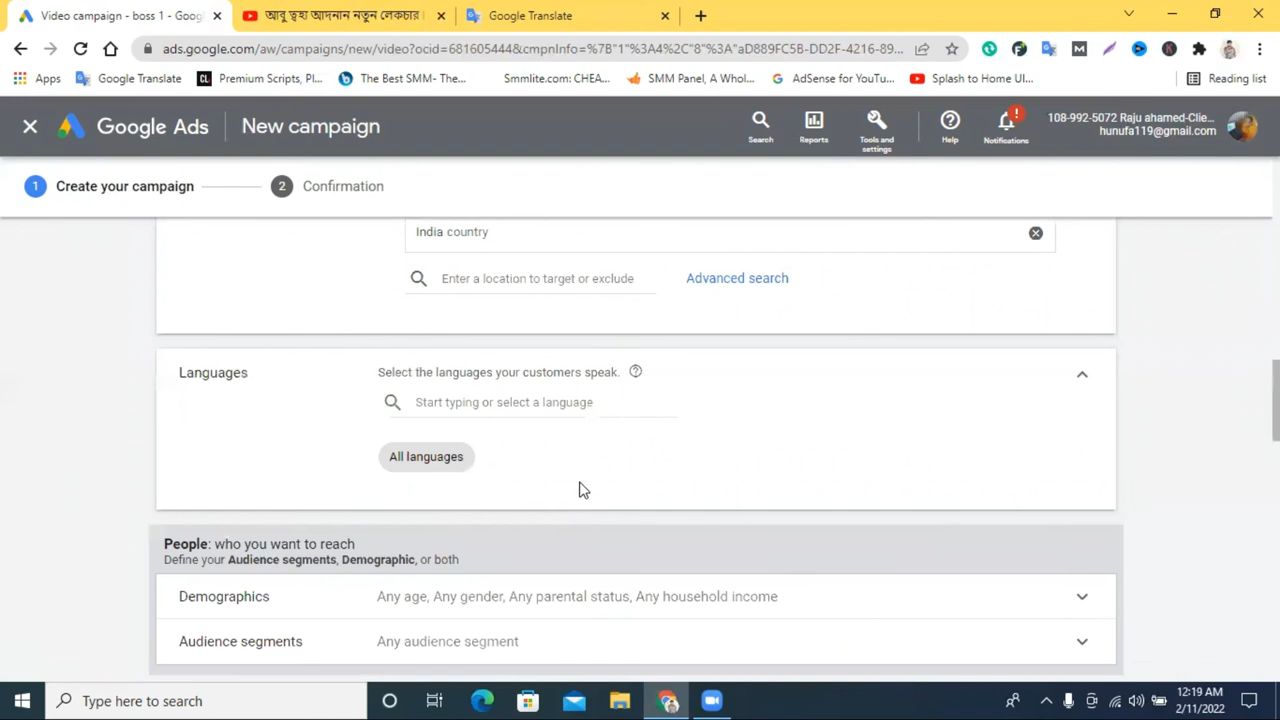 Video campaign - boss 1 - Goog
আবু ত্বহা আদনান নতুন লেকচার
Google Translate
ads.google.com/aw/campaigns/new/video?ocid=681605444&cmpnInfo=%7B"1"%3A4%2C"8"%3A"aD889FC5B-DD2F-4216-89...
Apps
Google Translate
Premium Scripts, Pl...
The Best SMM- The...
Smmlite.com: CHEA...
SMM Panel, A Whol...
AdSense for YouTu...
Splash to Home UI...
Reading list
Google Ads
New campaign
Search
Reports
Tools and settings
Help
Notifications
108-992-5072 Raju ahamed-Clie...
hunufa119@gmail.com
1 Create your campaign
2 Confirmation
India country
Enter a location to target or exclude
Advanced search
Languages
Select the languages your customers speak.
Start typing or select a language
All languages
People: who you want to reach
Define your Audience segments, Demographic, or both
Demographics
Any age, Any gender, Any parental status, Any household income
Audience segments
Any audience segment
Type here to search
12:19 AM
2/11/2022